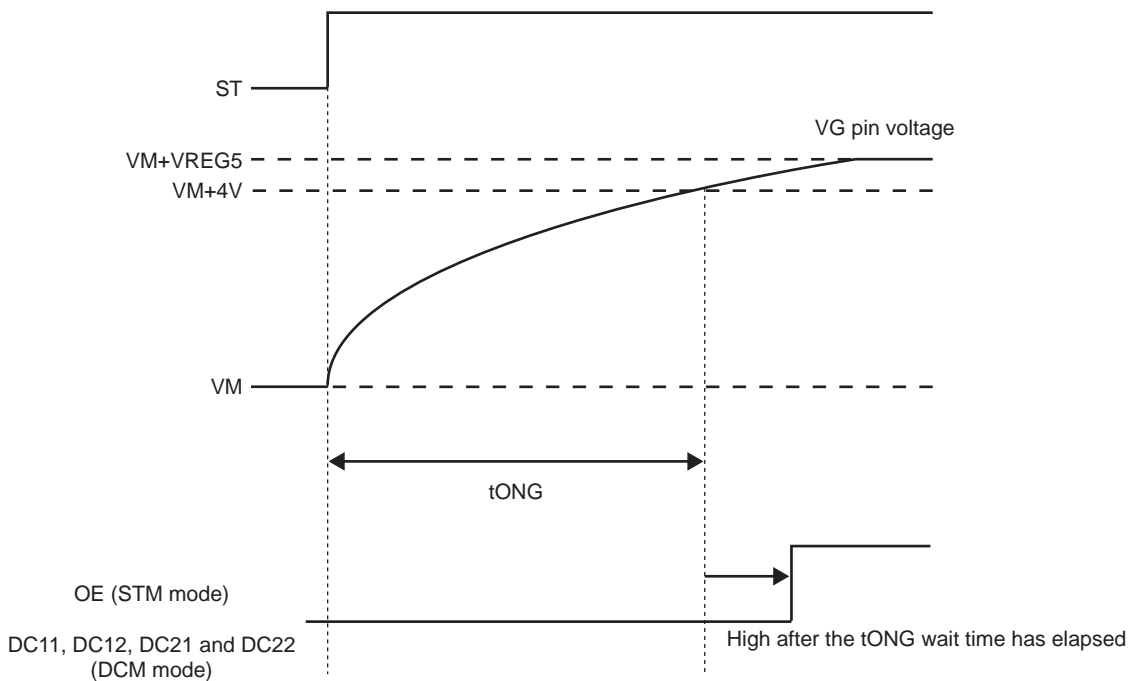 ST
VG pin voltage
VM+VREG5
VM+4V
VM
tONG
OE (STM mode)
DC11, DC12, DC21 and DC22
(DCM mode)
High after the tONG wait time has elapsed